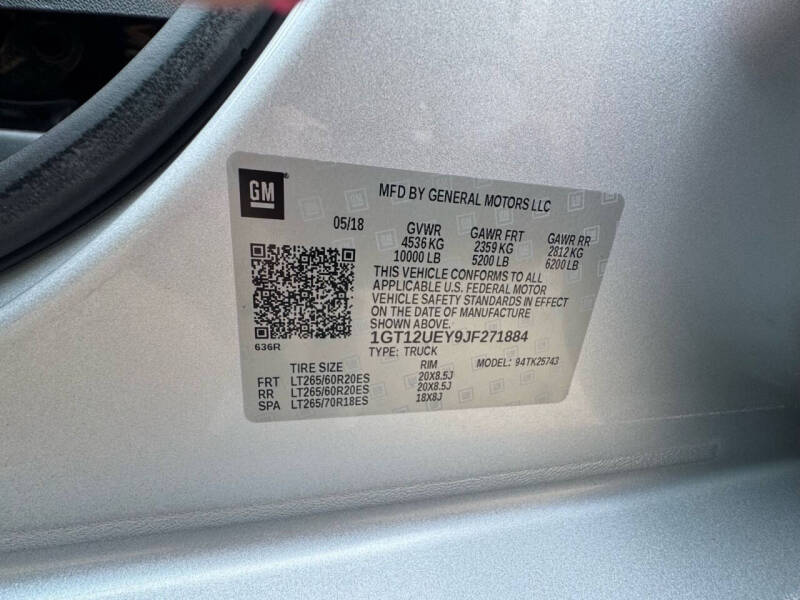 GM
MFD BY GENERAL MOTORS LLC
05/18 GVWR GAWR FRT GAWR RR
4536 KG 2359 KG 2812 KG
10000 LB 5200 LB 6200 LB
THIS VEHICLE CONFORMS TO ALL
APPLICABLE U.S. FEDERAL MOTOR
VEHICLE SAFETY STANDARDS IN EFFECT
ON THE DATE OF MANUFACTURE
SHOWN ABOVE.
636R
1GT12UEY9JF271884
TYPE: TRUCK MODEL: 94TK25743
TIRE SIZE RIM
FRT LT265/60R20ES 20X8.5J
RR LT265/60R20ES 20X8.5J
SPA LT265/70R18ES 18X8J